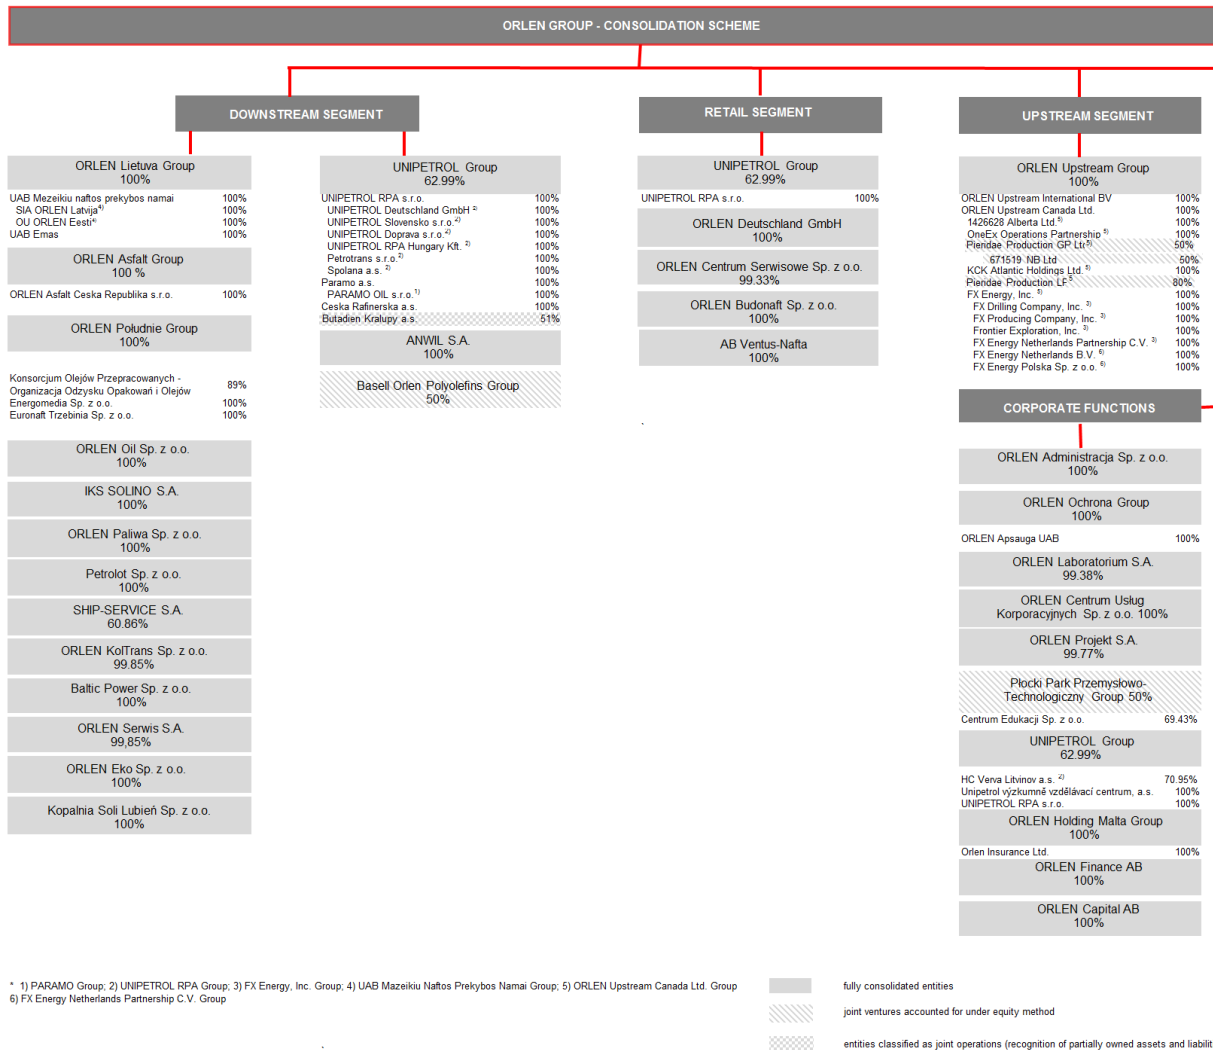 ORLEN GROUP - CONSOLIDATION SCHEME
DOWNSTREAM SEGMENT
ORLEN Lietuva Group
100%
UAB Mezeikiu naftos prekybos namai 100%
SIA ORLEN Latvija 4) 100%
OU ORLEN Eesti 4) 100%
UAB Emas 100%
ORLEN Asfalt Group
100 %
ORLEN Asfalt Ceska Republika s.r.o. 100%
ORLEN Południe Group
100%
Konsorcjum Olejów Przepracowanych -
Organizacja Odzysku Opakowań i Olejów 89%
Energomedia Sp. z o.o. 100%
Euronaft Trzebinia Sp. z o.o. 100%
ORLEN Oil Sp. z o.o.
100%
IKS SOLINO S.A.
100%
ORLEN Paliwa Sp. z o.o.
100%
Petrolot Sp. z o.o.
100%
SHIP-SERVICE S.A.
60.86%
ORLEN KolTrans Sp. z o.o.
99.85%
Baltic Power Sp. z o.o.
100%
ORLEN Serwis S.A.
99,85%
ORLEN Eko Sp. z o.o.
100%
Kopalnia Soli Lubień Sp. z o.o.
100%
UNIPETROL Group
62.99%
UNIPETROL RPA s.r.o. 100%
UNIPETROL Deutschland GmbH 2) 100%
UNIPETROL Slovensko s.r.o. 2) 100%
UNIPETROL Doprava s.r.o. 2) 100%
UNIPETROL RPA Hungary Kft. 2) 100%
Petrotrans s.r.o. 2) 100%
Spolana a.s. 2) 100%
Paramo a.s. 100%
PARAMO OIL s.r.o. 1) 100%
Ceska Rafinerska a.s. 100%
Butadien Kralupy a.s. 51%
ANWIL S.A.
100%
Basell Orlen Polyolefins Group
50%
RETAIL SEGMENT
UNIPETROL Group
62.99%
UNIPETROL RPA s.r.o. 100%
ORLEN Deutschland GmbH
100%
ORLEN Centrum Serwisowe Sp. z o.o.
99.33%
ORLEN Budonaft Sp. z o.o.
100%
AB Ventus-Nafta
100%
UPSTREAM SEGMENT
ORLEN Upstream Group
100%
ORLEN Upstream International BV 100%
ORLEN Upstream Canada Ltd. 100%
1426628 Alberta Ltd. 5) 100%
OneEx Operations Partnership 5) 100%
Pieridae Production GP Ltd 5) 50%
671519 NB Ltd 50%
KCK Atlantic Holdings Ltd. 5) 100%
Pieridae Production LP 5 80%
FX Energy, Inc. 5) 100%
FX Drilling Company, Inc. 3) 100%
FX Producing Company, Inc. 3) 100%
Frontier Exploration, Inc. 3) 100%
FX Energy Netherlands Partnership C.V. 3) 100%
FX Energy Netherlands B.V. 6) 100%
FX Energy Polska Sp. z o.o. 6) 100%
CORPORATE FUNCTIONS
ORLEN Administracja Sp. z o.o.
100%
ORLEN Ochrona Group
100%
ORLEN Apsauga UAB 100%
ORLEN Laboratorium S.A.
99.38%
ORLEN Centrum Usług
Korporacyjnych Sp. z o.o. 100%
ORLEN Projekt S.A.
99.77%
Płocki Park Przemysłowo-
Technologiczny Group 50%
Centrum Edukacji Sp. z o.o. 69.43%
UNIPETROL Group
62.99%
HC Verva Litvinov a.s. 2) 70.95%
Unipetrol výzkumně vzdělávací centrum, a.s. 100%
UNIPETROL RPA s.r.o. 100%
ORLEN Holding Malta Group
100%
Orlen Insurance Ltd. 100%
ORLEN Finance AB
100%
ORLEN Capital AB
100%
* 1) PARAMO Group; 2) UNIPETROL RPA Group; 3) FX Energy, Inc. Group; 4) UAB Mazeikiu Naftos Prekybos Namai Group; 5) ORLEN Upstream Canada Ltd. Group
6) FX Energy Netherlands Partnership C.V. Group
fully consolidated entities
joint ventures accounted for under equity method
entities classified as joint operations (recognition of partially owned assets and liabilit